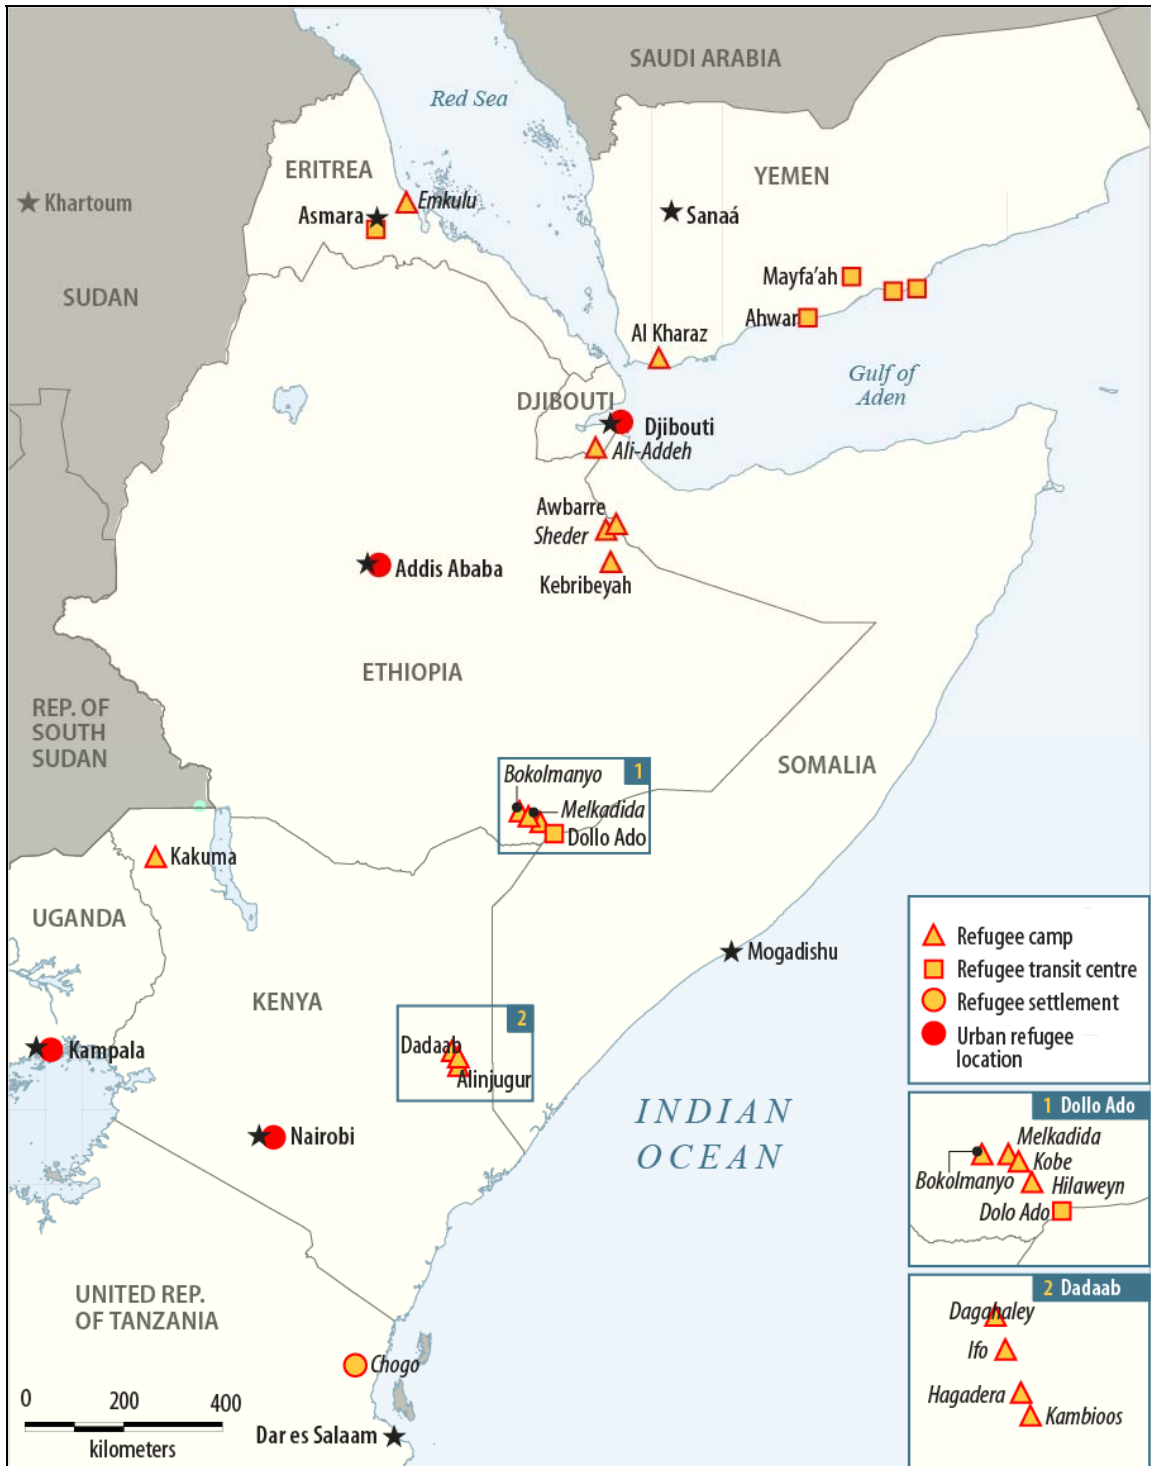 SAUDI ARABIA
Red Sea
ERITREA
YEMEN
Emkulu
Khartoum
Asmara
Sanaá
Mayfa'ah
SUDAN
Ahwar
Al Kharaz
Gulf of
Aden
DJIBOUTI
Djibouti
Ali-Addeh
Awbarre
Sheder
Addis Ababa
Kebribeyah
ETHIOPIA
REP. OF
SOUTH
SUDAN
SOMALIA
1
Bokolmanyo
Melkadida
Dollo Ado
Kakuma
UGANDA
Mogadishu
KENYA
2
Dadaab
Alinjugur
Kampala
Nairobi
INDIAN
OCEAN
UNITED REP.
OF TANZANIA
Chogo
Dar es Salaam
0 200 400
kilometers
Refugee camp
Refugee transit centre
Refugee settlement
Urban refugee
location
1 Dollo Ado
Melkadida
Kobe
Bokolmanyo
Hilaweyn
Dolo Ado
2 Dadaab
Dagahaley
Ifo
Hagadera
Kambioos